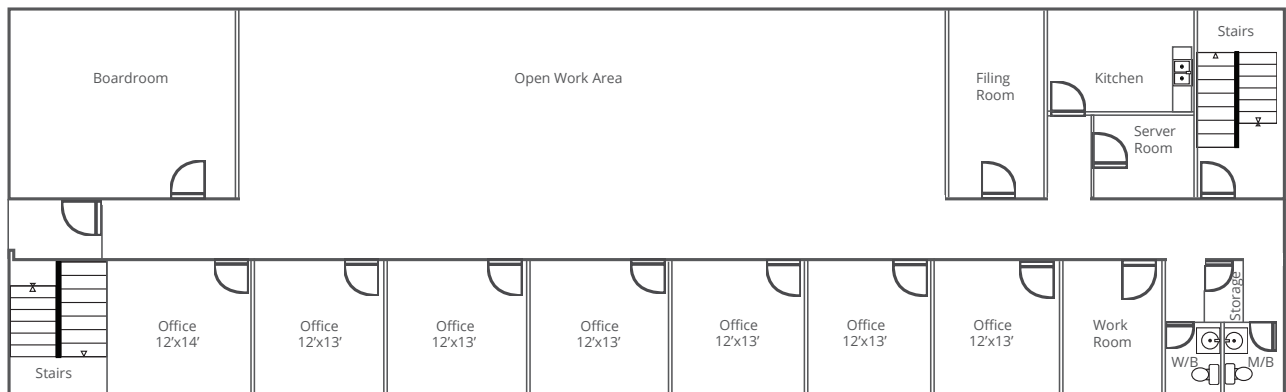 Stairs
Boardroom
Open Work Area
Filing
Room
Kitchen
Server
Room
Storage
Office
12’x14’
Office
12’x13’
Office
12’x13’
Office
12’x13’
Office
12’x13’
Office
12’x13’
Office
12’x13’
Work
Room
W/B
M/B
Stairs